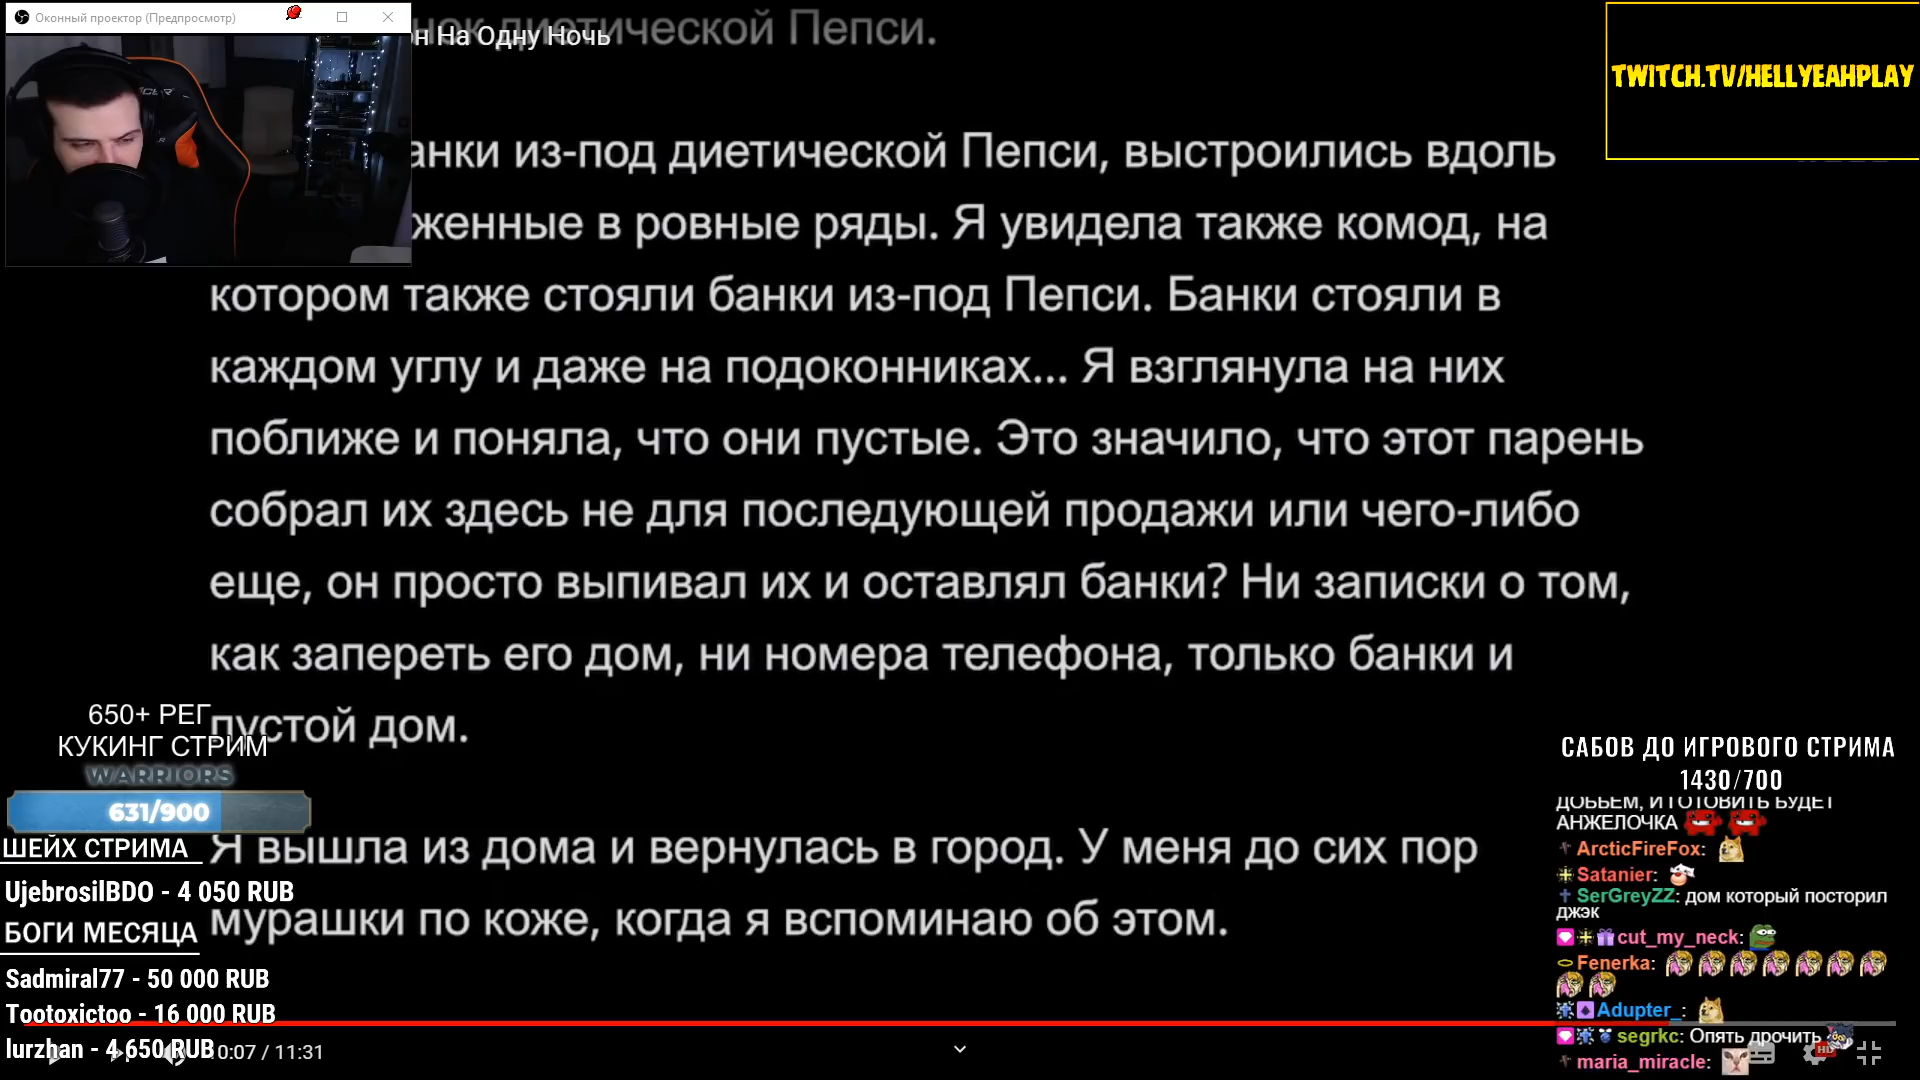 Оконный проектор (Предпросмотр)
н На Одну Ночь
диетической Пепси.
TWITCH.TV/HELLYEAHPLAY
анки из-под диетической Пепси, выстроились вдоль
женные в ровные ряды. Я увидела также комод, на
котором также стояли банки из-под Пепси. Банки стояли в
каждом углу и даже на подоконниках... Я взглянула на них
поближе и поняла, что они пустые. Это значило, что этот парень
собрал их здесь не для последующей продажи или чего-либо
еще, он просто выпивал их и оставлял банки? Ни записки о том,
как запереть его дом, ни номера телефона, только банки и
пустой дом.
Я вышла из дома и вернулась в город. У меня до сих пор
мурашки по коже, когда я вспоминаю об этом.
650+ РЕГ
КУКИНГ СТРИМ
WARRIORS
631/900
ШЕЙХ СТРИМА
UjebrosilBDO - 4 050 RUB
БОГИ МЕСЯЦА
Sadmiral77 - 50 000 RUB
Tootoxictoo - 16 000 RUB
lurzhan - 4 650 RUB
0:07 / 11:31
САБОВ ДО ИГРОВОГО СТРИМА
1430/700
ДОБЬЕМ, И ГОТОВИТЬ БУДЕТ
АНЖЕЛОЧКА
ArcticFireFox:
Satanier:
SerGreyZZ: дом который посторил
джэк
cut_my_neck:
Fenerka:
Adupter_:
segrkc: Опять дрочить
maria_miracle:
HD